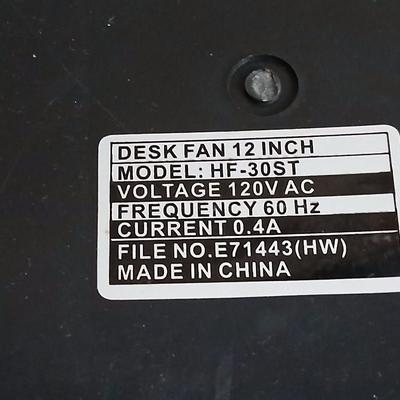 DESK FAN 12 INCH
MODEL: HF-30ST
VOLTAGE 120V AC
FREQUENCY 60 Hz
CURRENT 0.4A
FILE NO.E71443(HW)
MADE IN CHINA